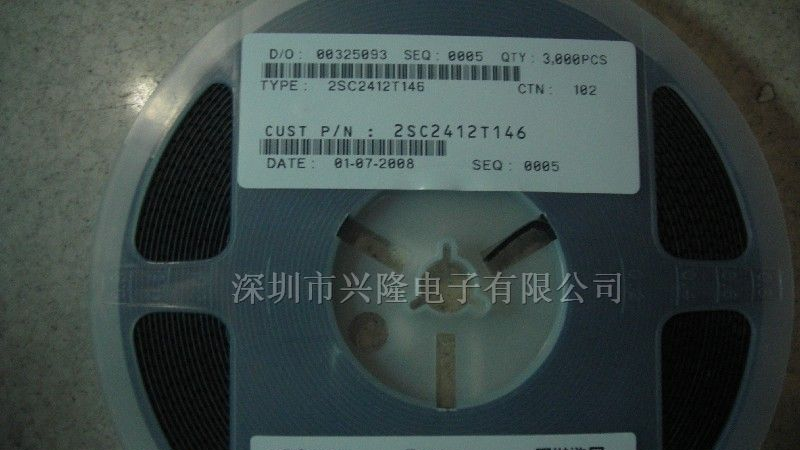 D/O: 00325093 SEQ: 0005 QTY: 3,000PCS
TYPE: 2SC2412T146 CTN: 102
CUST P/N : 2SC2412T146
DATE: 01-07-2008 SEQ: 0005
深圳市兴隆电子有限公司